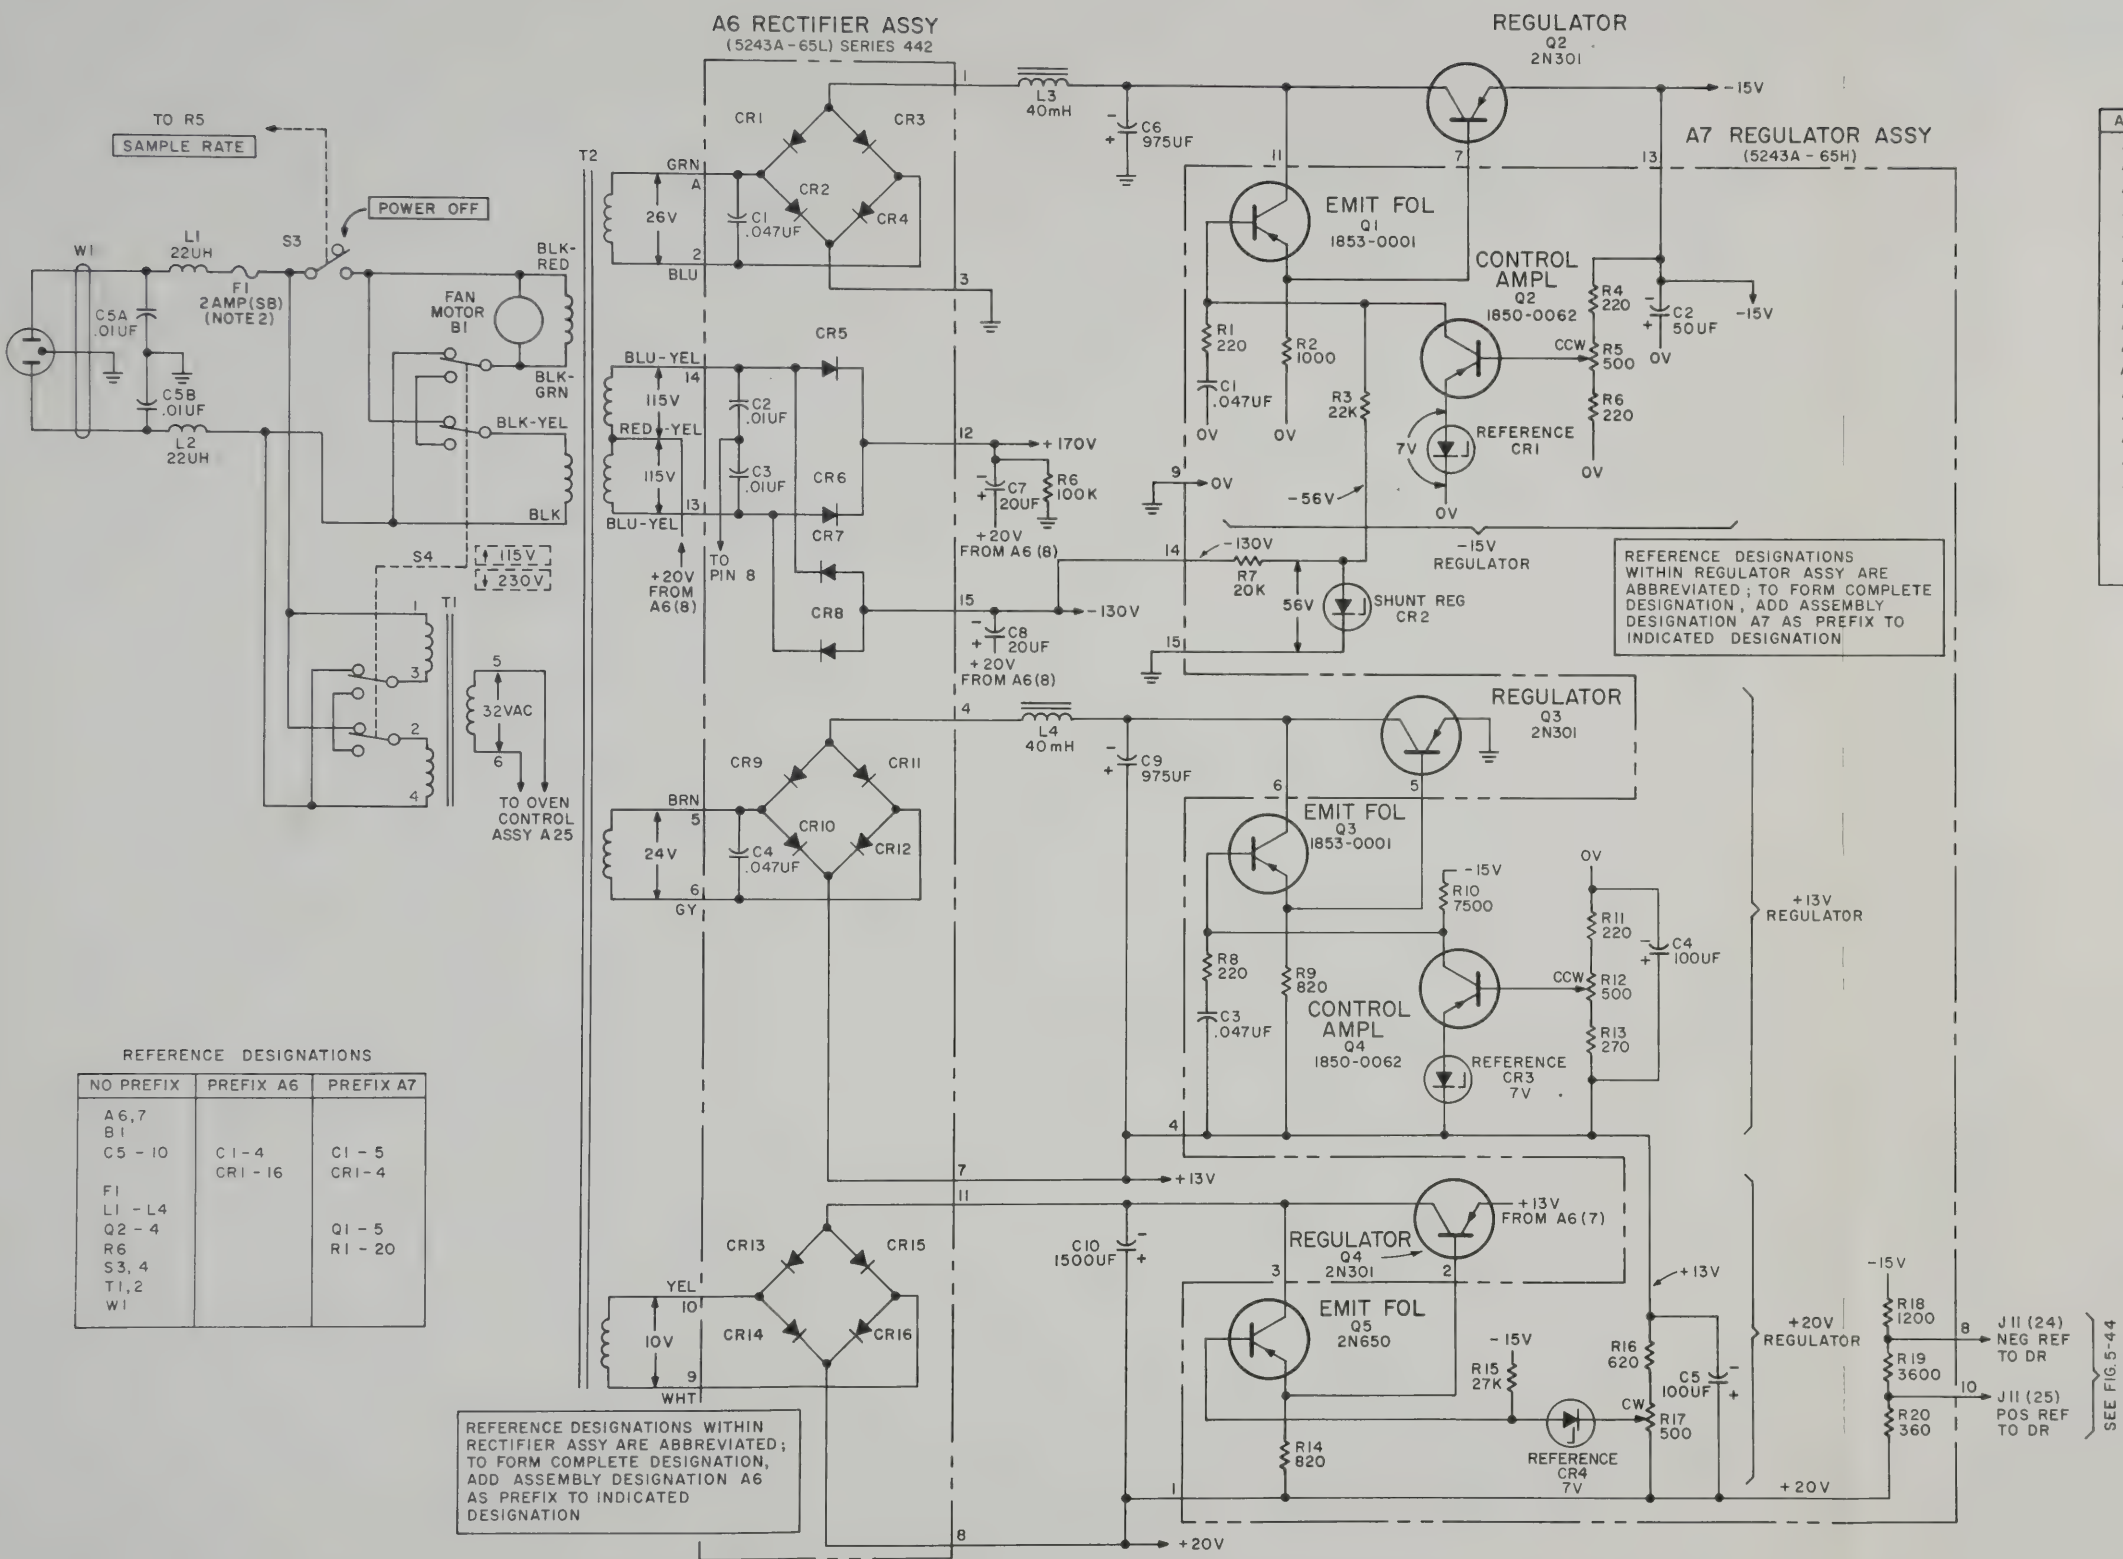 A6 RECTIFIER ASSY
(5243A-65L) SERIES 442
REGULATOR
Q2
2N301
TO R5
SAMPLE RATE
POWER OFF
W1
L1
22UH
F1
2AMP(SB)
(NOTE 2)
S3
C5A
.01UF
C5B
.01UF
L2
22UH
FAN
MOTOR
B1
BLK-
RED
BLK-
GRN
BLK-YEL
BLK
S4
115V
230V
T1
1
3
2
4
5
32VAC
6
TO OVEN
CONTROL
ASSY A25
T2
GRN
A
26V
2
BLU
C1
.047UF
CR1
CR3
CR2
CR4
1
3
L3
40mH
C6
975UF
BLU-YEL
14
115V
RED-YEL
115V
13
BLU-YEL
C2
.01UF
C3
.01UF
TO
PIN 8
+20V
FROM
A6(8)
CR5
CR6
CR7
CR8
12
+170V
C7
20UF
R6
100K
+20V
FROM A6(8)
15
-130V
C8
20UF
+20V
FROM A6(8)
-15V
A7 REGULATOR ASSY
(5243A-65H)
11
7
13
EMIT FOL
Q1
1853-0001
CONTROL
AMPL
Q2
1850-0062
R1
220
C1
.047UF
0V
R2
1000
0V
R3
22K
R4
220
CCW
R5
500
R6
220
0V
C2
50UF
0V
-15V
7V
REFERENCE
CR1
0V
9
0V
-56V
-15V
REGULATOR
14
-130V
R7
20K
56V
SHUNT REG
CR2
15
REFERENCE DESIGNATIONS
WITHIN REGULATOR ASSY ARE
ABBREVIATED; TO FORM COMPLETE
DESIGNATION, ADD ASSEMBLY
DESIGNATION A7 AS PREFIX TO
INDICATED DESIGNATION
4
L4
40mH
C9
975UF
REGULATOR
Q3
2N301
6
5
BRN
5
24V
6
GY
C4
.047UF
CR9
CR11
CR10
CR12
EMIT FOL
Q3
1853-0001
-15V
R10
7500
0V
R11
220
C4
100UF
CCW
R12
500
R13
270
R8
220
C3
.047UF
R9
820
CONTROL
AMPL
Q4
1850-0062
REFERENCE
CR3
7V
+13V
REGULATOR
4
7
+13V
REFERENCE DESIGNATIONS
NO PREFIX PREFIX A6 PREFIX A7
A6,7
B1
C5 - 10 C1-4 C1 - 5
CR1-16 CR1-4
F1
L1 - L4
Q2 - 4 Q1 - 5
R6 R1 - 20
S3, 4
T1,2
W1
11
C10
1500UF
REGULATOR
Q4
2N301
+13V
FROM A6(7)
3
2
YEL
10
10V
9
WHT
CR13
CR15
CR14
CR16
EMIT FOL
Q5
2N650
-15V
R15
27K
R14
820
REFERENCE
CR4
7V
+13V
R16
620
CW
R17
500
C5
100UF
+20V
REGULATOR
-15V
R18
1200
R19
3600
R20
360
8
J11(24)
NEG REF
TO DR
10
J11(25)
POS REF
TO DR
SEE FIG. 5-44
1
+20V
8
+20V
REFERENCE DESIGNATIONS WITHIN
RECTIFIER ASSY ARE ABBREVIATED;
TO FORM COMPLETE DESIGNATION,
ADD ASSEMBLY DESIGNATION A6
AS PREFIX TO INDICATED
DESIGNATION